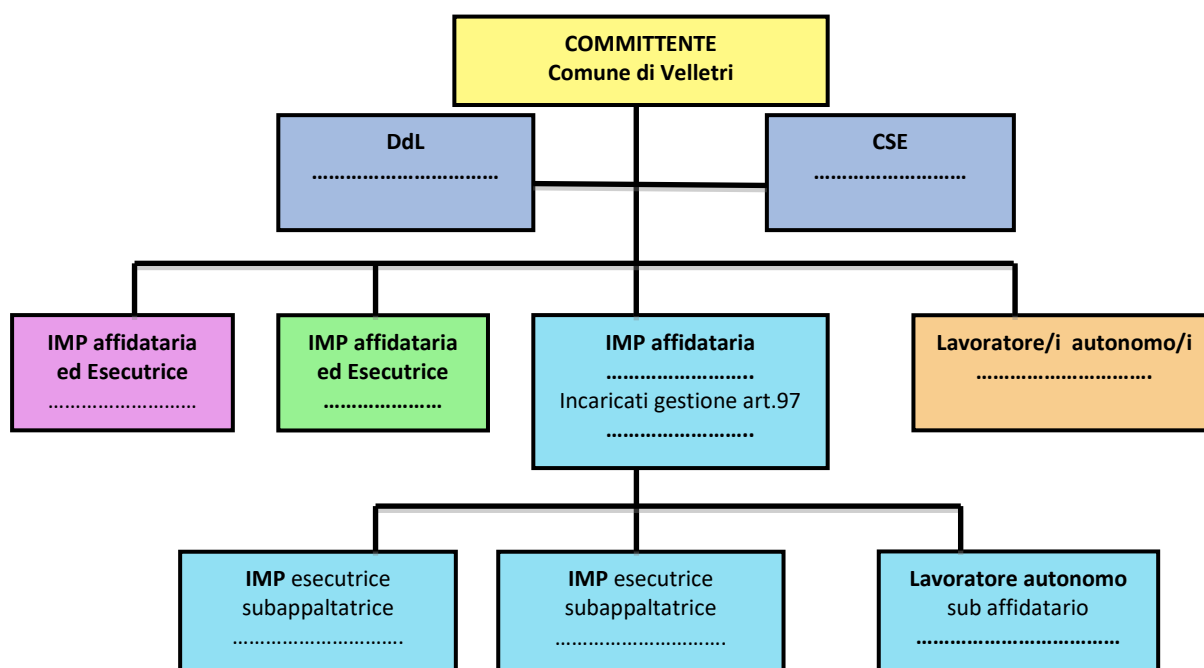 COMMITTENTE
Comune di Velletri
DdL
……………………………
CSE
………………………
IMP affidataria
ed Esecutrice
………………………
IMP affidataria
ed Esecutrice
…………………
IMP affidataria
……………………..
Incaricati gestione art.97
……………………..
Lavoratore/i autonomo/i
………………………….
IMP esecutrice
subappaltatrice
………………………….
IMP esecutrice
subappaltatrice
………………………….
Lavoratore autonomo
sub affidatario
………………………………